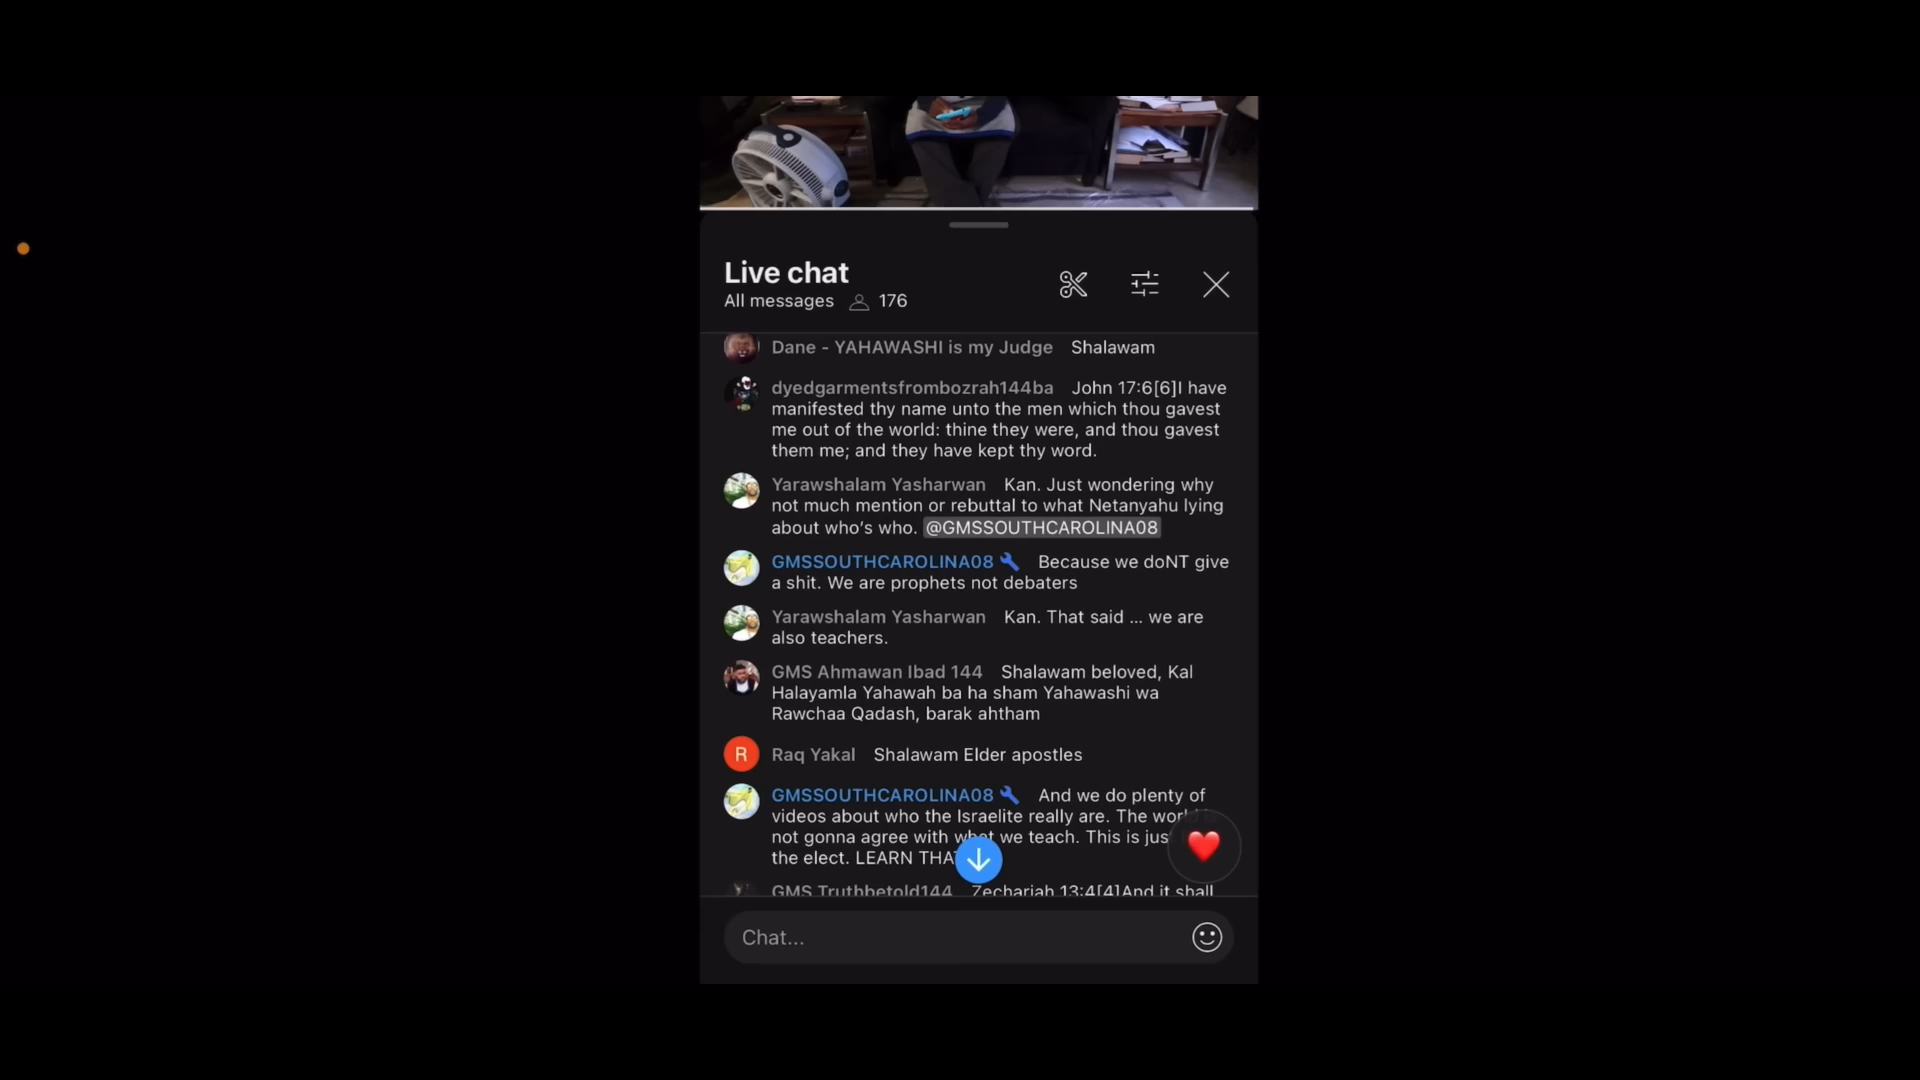 Live chat
All messages 176
Dane - YAHAWASHI is my Judge Shalawam
dyedgarmentsfrombozrah144ba John 17:6[6]I have
manifested thy name unto the men which thou gavest
me out of the world: thine they were, and thou gavest
them me; and they have kept thy word.
Yarawshalam Yasharwan Kan. Just wondering why
not much mention or rebuttal to what Netanyahu lying
about who's who. @GMSSOUTHCAROLINA08
GMSSOUTHCAROLINA08 Because we doNT give
a shit. We are prophets not debaters
Yarawshalam Yasharwan Kan. That said ... we are
also teachers.
GMS Ahmawan Ibad 144 Shalawam beloved, Kal
Halayamla Yahawah ba ha sham Yahawashi wa
Rawchaa Qadash, barak ahtham
R Raq Yakal Shalawam Elder apostles
GMSSOUTHCAROLINA08 And we do plenty of
videos about who the Israelite really are. The world
not gonna agree with what we teach. This is
the elect. LEARN
GMS Truthbetold144 Zechariah 13:4[4]And it shall
Chat...